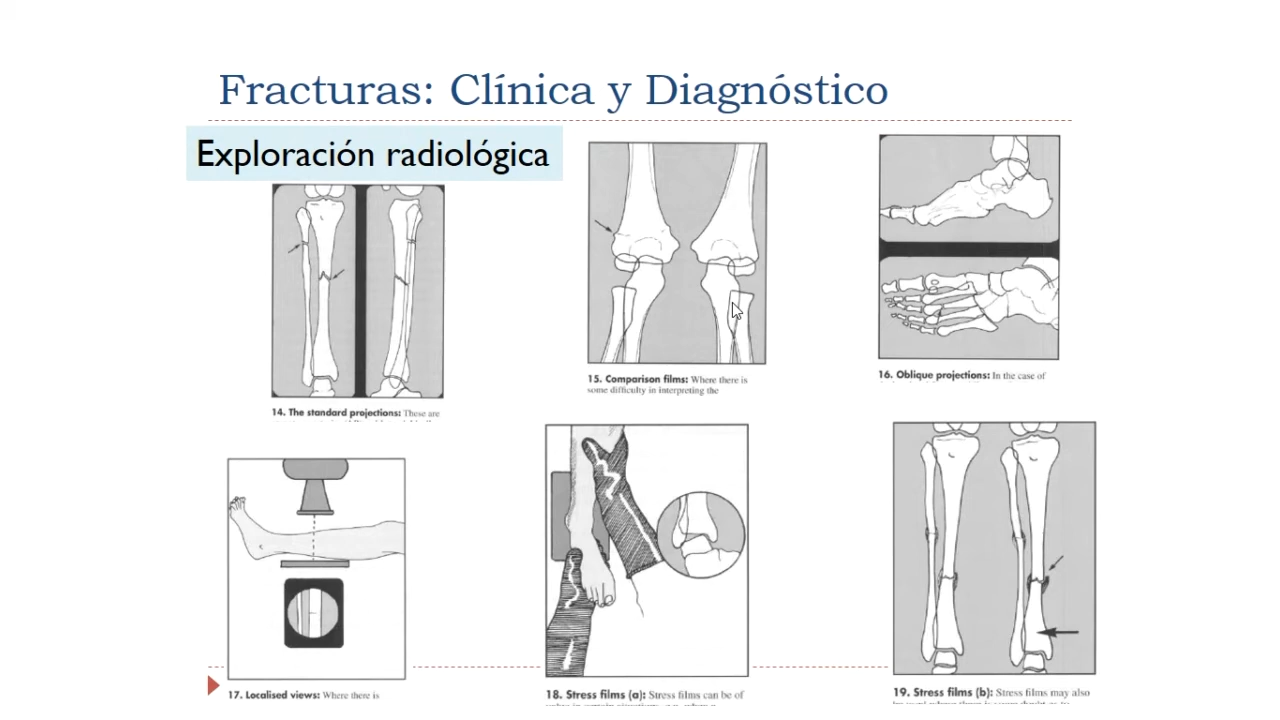 Fracturas: Clínica y Diagnóstico
Exploración radiológica
14. The standard projections: These are
15. Comparison films: Where there is
some difficulty in interpreting the
16. Oblique projections: In the case of
17. Localised views: Where there is
18. Stress films (a): Stress films can be of
19. Stress films (b): Stress films may also